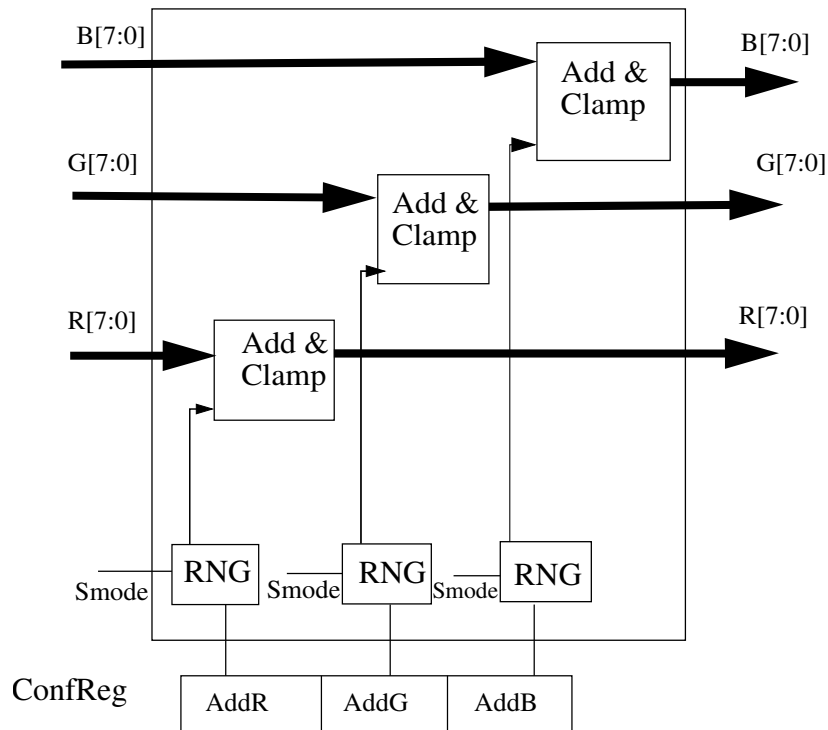 B[7:0]
B[7:0]
Add &
Clamp
G[7:0]
G[7:0]
Add &
Clamp
R[7:0]
R[7:0]
Add &
Clamp
RNG
RNG
RNG
Smode
Smode
Smode
ConfReg
AddR
AddG
AddB